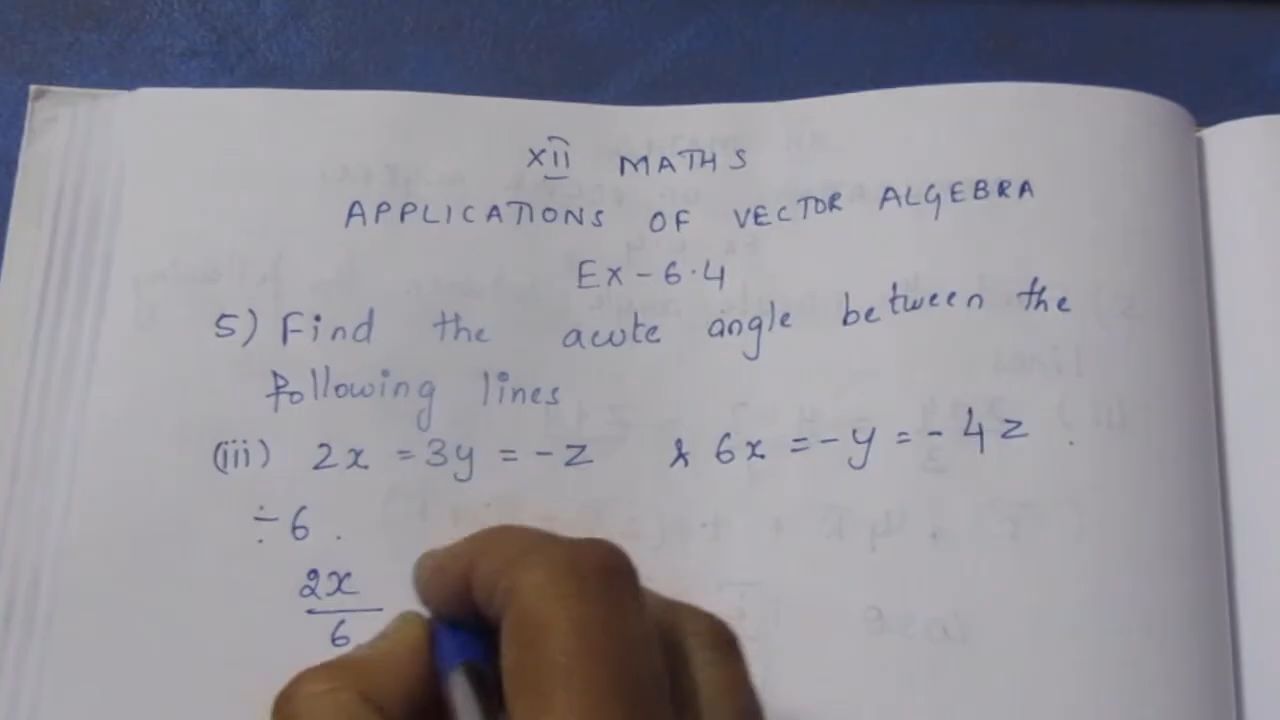 XII MATHS
APPLICATIONS OF VECTOR ALGEBRA
Ex - 6.4
5) Find the acute angle between the
following lines
(iii) 2x = 3y = -z & 6x = -y = -4z .
÷6 .
2x
6